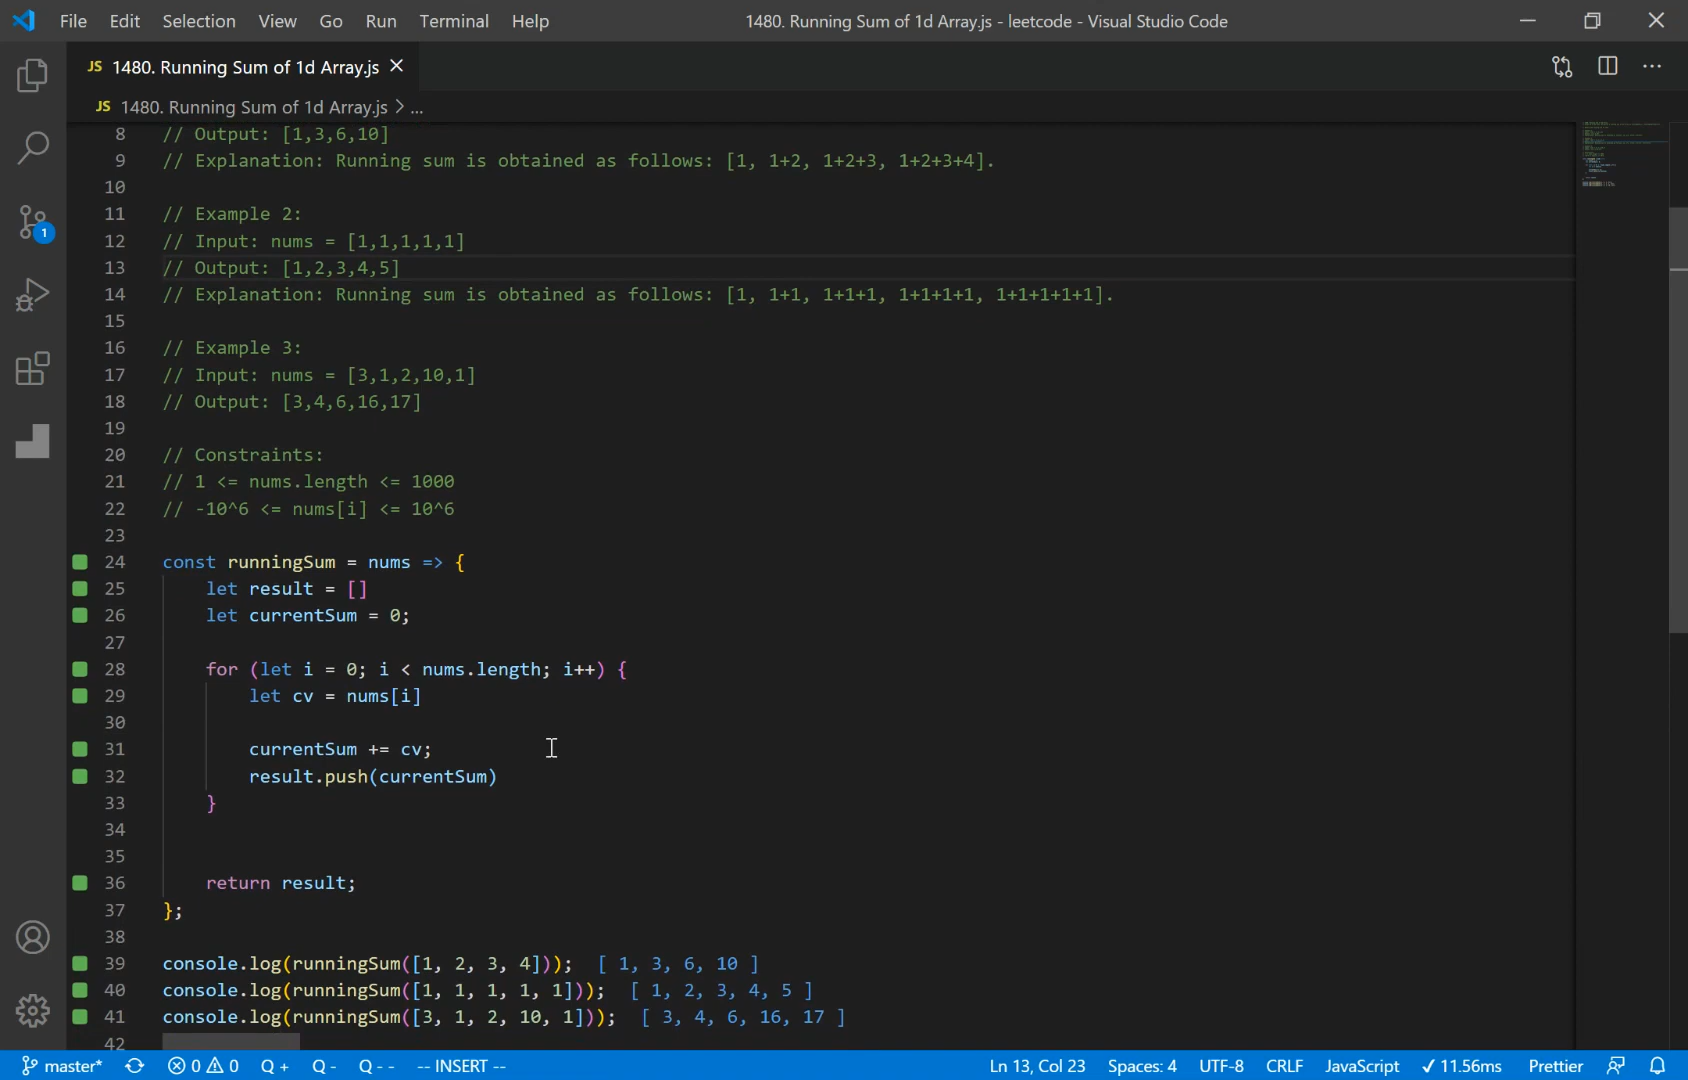 File Edit Selection View Go Run Terminal Help 1480. Running Sum of 1d Array.js - leetcode - Visual Studio Code
JS 1480. Running Sum of 1d Array.js
JS 1480. Running Sum of 1d Array.js > ...
8 // Output: [1,3,6,10]
9 // Explanation: Running sum is obtained as follows: [1, 1+2, 1+2+3, 1+2+3+4].
10
11 // Example 2:
12 // Input: nums = [1,1,1,1,1]
13 // Output: [1,2,3,4,5]
14 // Explanation: Running sum is obtained as follows: [1, 1+1, 1+1+1, 1+1+1+1, 1+1+1+1+1].
15
16 // Example 3:
17 // Input: nums = [3,1,2,10,1]
18 // Output: [3,4,6,16,17]
19
20 // Constraints:
21 // 1 <= nums.length <= 1000
22 // -10^6 <= nums[i] <= 10^6
23
24 const runningSum = nums => {
25 let result = []
26 let currentSum = 0;
27
28 for (let i = 0; i < nums.length; i++) {
29 let cv = nums[i]
30
31 currentSum += cv;
32 result.push(currentSum)
33 }
34
35
36 return result;
37 };
38
39 console.log(runningSum([1, 2, 3, 4])); [ 1, 3, 6, 10 ]
40 console.log(runningSum([1, 1, 1, 1, 1])); [ 1, 2, 3, 4, 5 ]
41 console.log(runningSum([3, 1, 2, 10, 1])); [ 3, 4, 6, 16, 17 ]
42
1
master* 0 0 Q + Q - Q - - -- INSERT -- Ln 13, Col 23 Spaces: 4 UTF-8 CRLF JavaScript ✓ 11.56ms Prettier